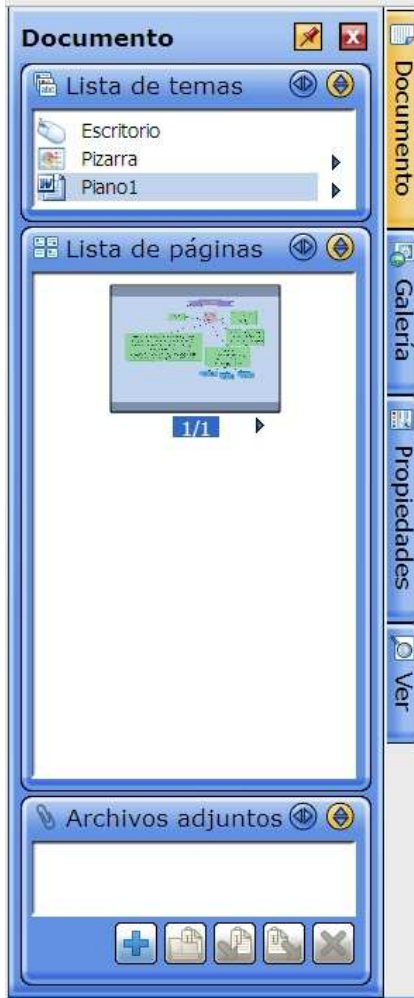 Documento
Lista de temas
Escritorio
Pizarra
Piano1
Lista de páginas
1/1
Archivos adjuntos
Documento
Galería
Propiedades
Ver